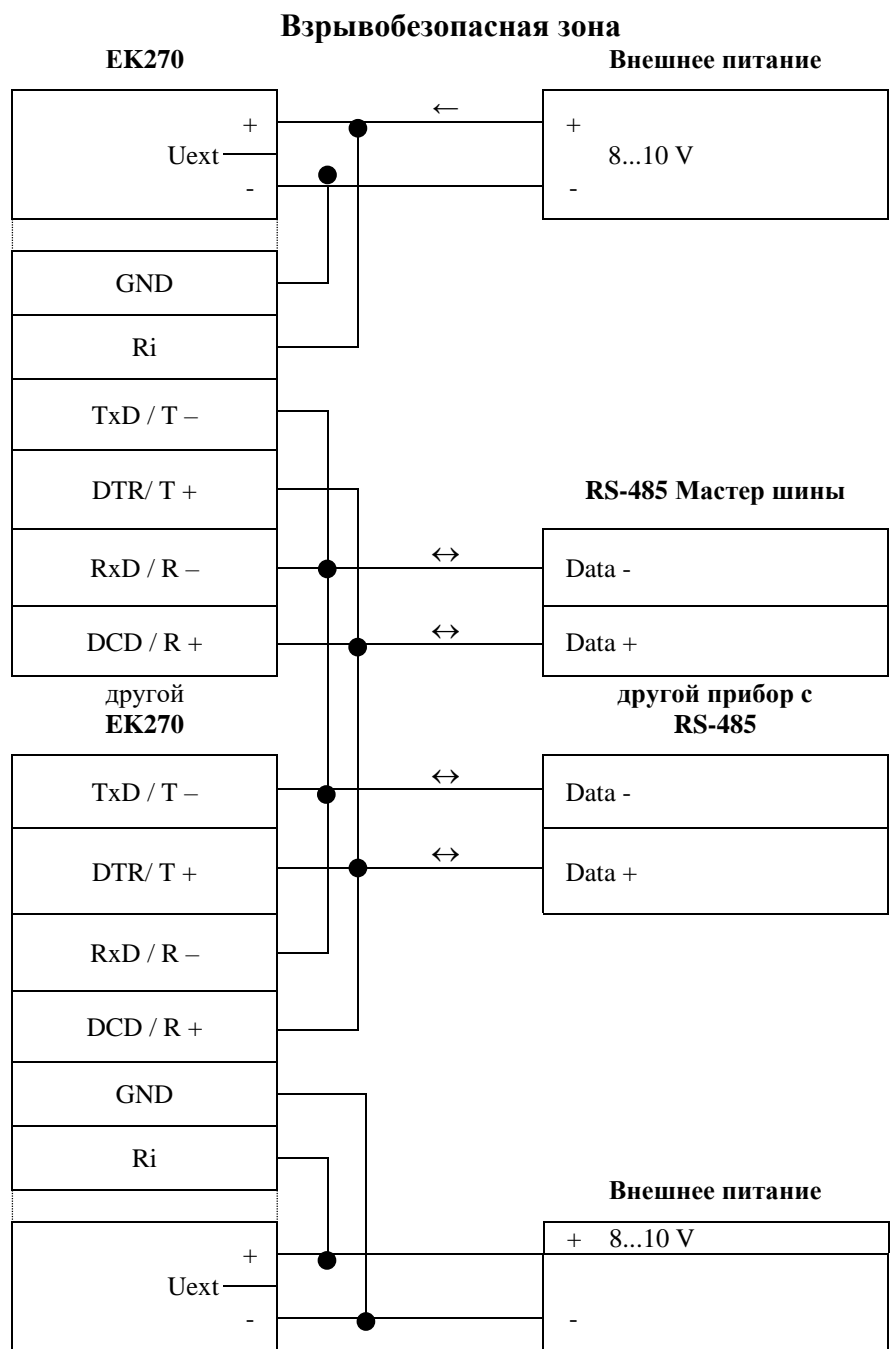 Взрывобезопасная зона
EK270 Внешнее питание
+ ← +
Uext 8...10 V
- -
GND
Ri
TxD / T –
DTR/ T + RS-485 Мастер шины
RxD / R – ↔ Data -
DCD / R + ↔ Data +
другой другой прибор с
EK270 RS-485
TxD / T – ↔ Data -
DTR/ T + ↔ Data +
RxD / R –
DCD / R +
GND
Ri
Внешнее питание
+ + 8...10 V
Uext
- -